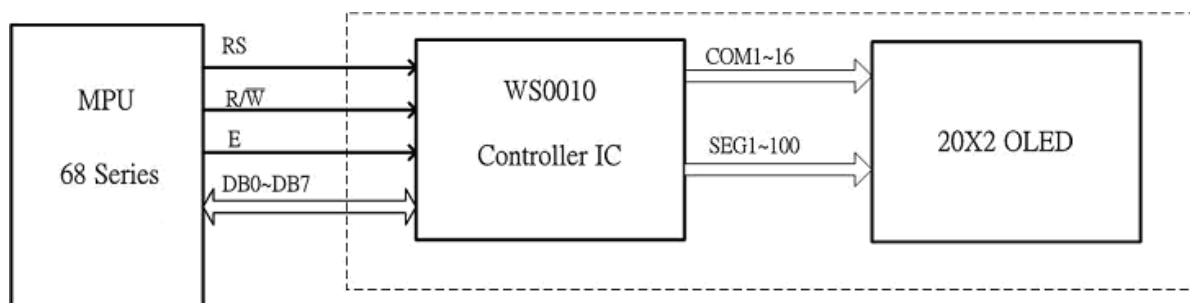 MPU
68 Series
RS
R/W̅
E
DB0~DB7
WS0010
Controller IC
COM1~16
SEG1~100
20X2 OLED